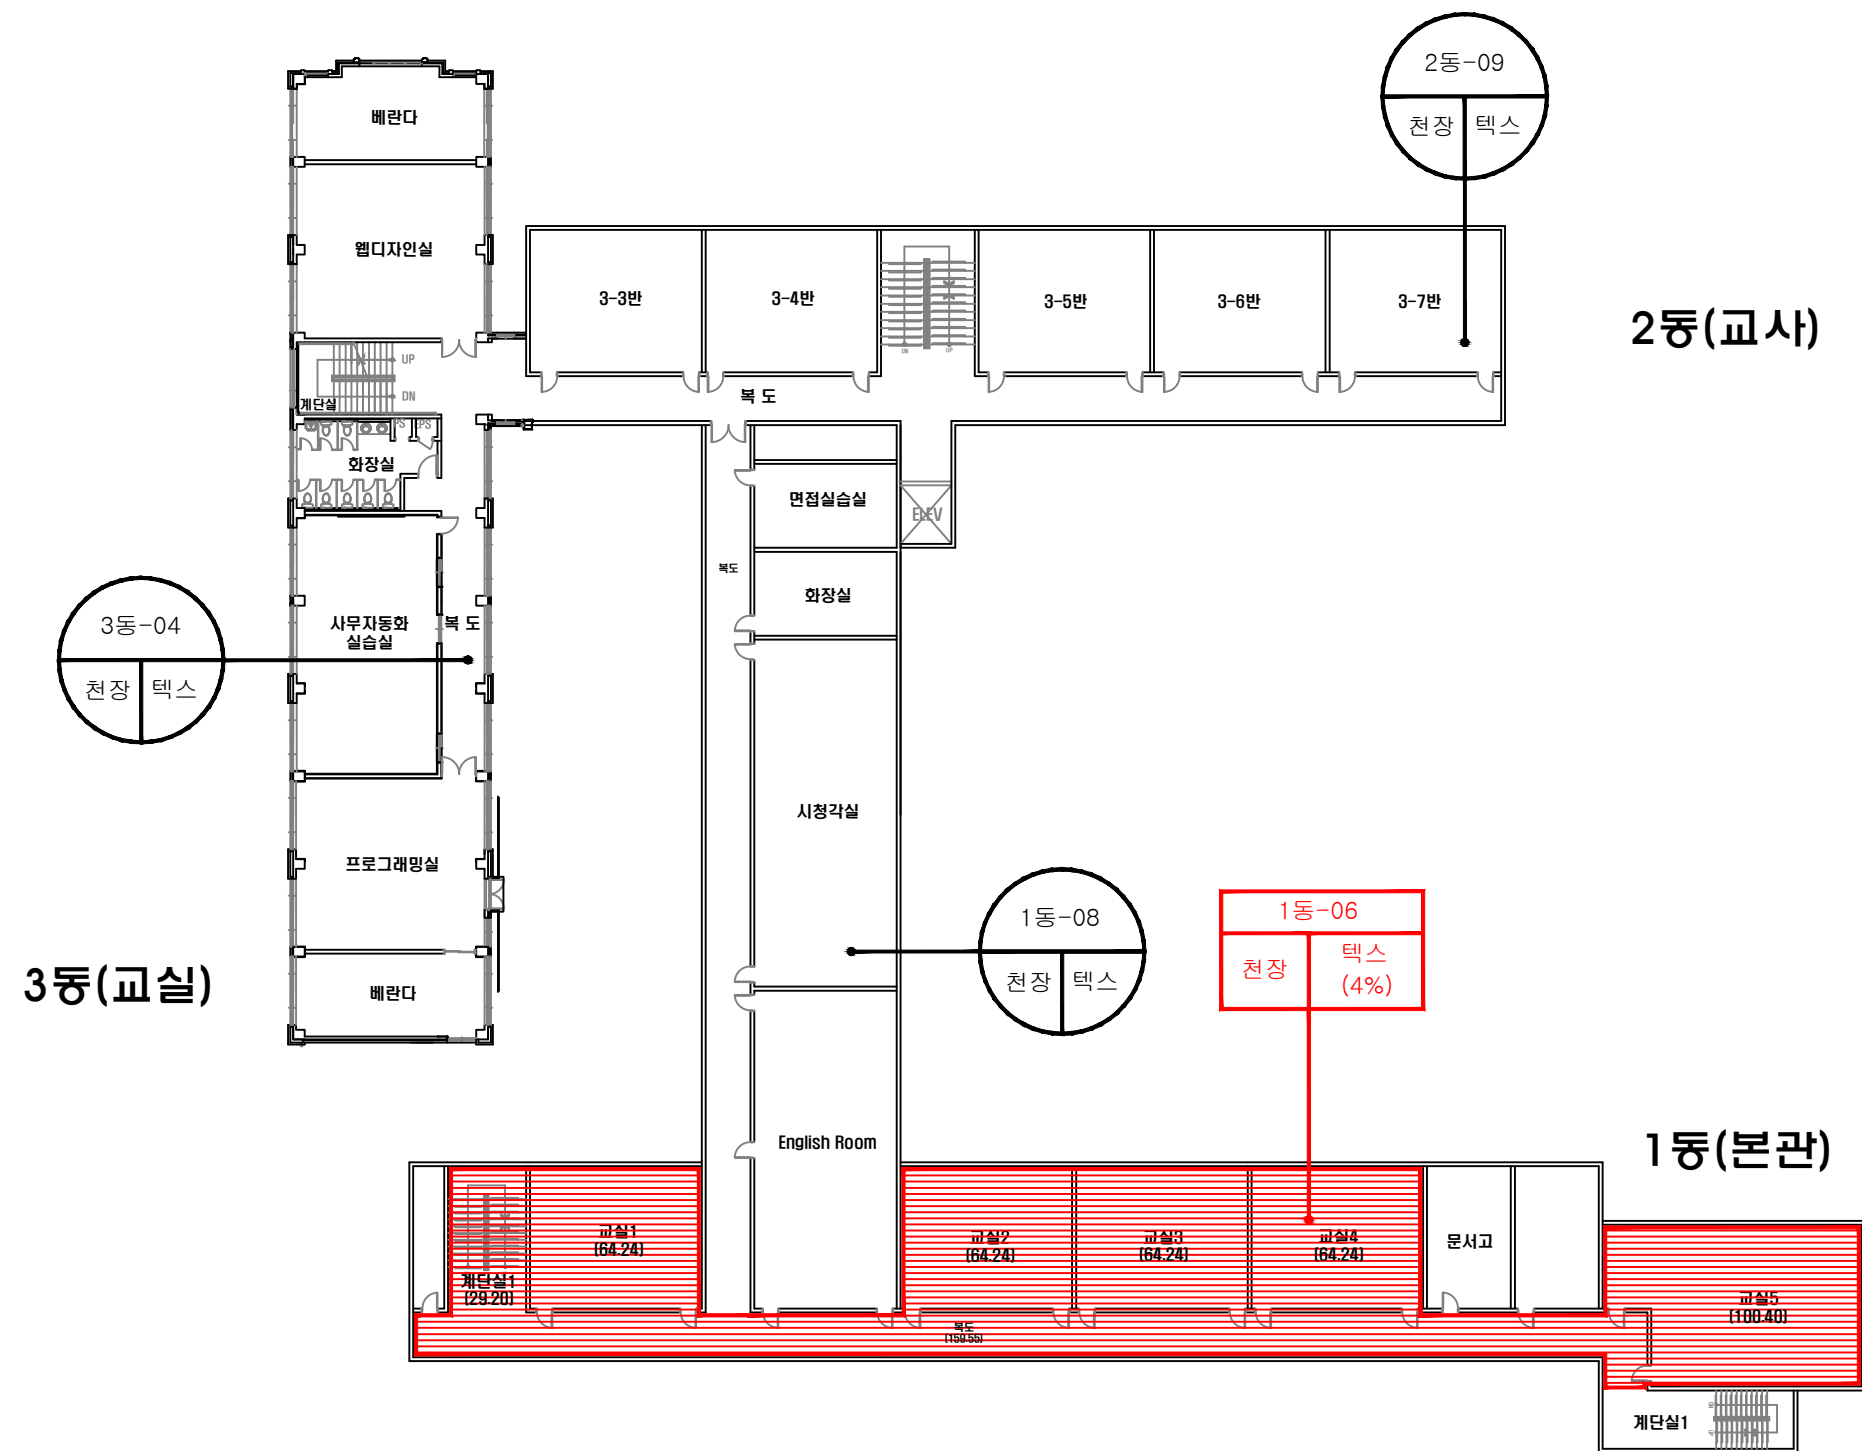 2동-09
천장 텍스
베란다
웹디자인실
3-3반
3-4반
3-5반
3-6반
3-7반
2동(교사)
DN
UP
UP
DN
계단실
복 도
PS
EPS
화장실
면접실습실
ELEV
복도
화장실
3동-04
천장 텍스
사무자동화
실습실
복 도
시청각실
프로그래밍실
1동-08
천장 텍스
1동-06
천장
텍스
(4%)
3동(교실)
베란다
English Room
1동(본관)
교실1
(64.24)
교실2
(64.24)
교실3
(64.24)
교실4
(64.24)
문서고
계단실1
(29.20)
교실5
(100.40)
복도
(159.55)
계단실1